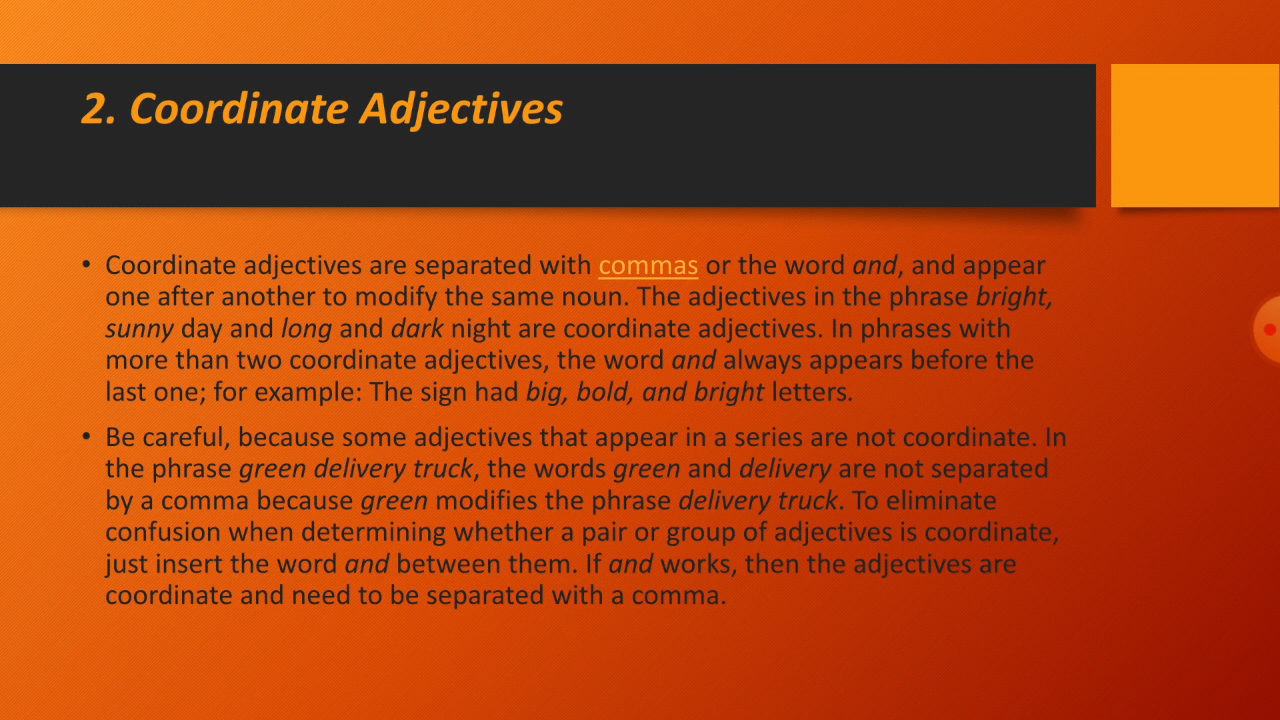 2. Coordinate Adjectives
• Coordinate adjectives are separated with commas or the word and, and appear
one after another to modify the same noun. The adjectives in the phrase bright,
sunny day and long and dark night are coordinate adjectives. In phrases with
more than two coordinate adjectives, the word and always appears before the
last one; for example: The sign had big, bold, and bright letters.
• Be careful, because some adjectives that appear in a series are not coordinate. In
the phrase green delivery truck, the words green and delivery are not separated
by a comma because green modifies the phrase delivery truck. To eliminate
confusion when determining whether a pair or group of adjectives is coordinate,
just insert the word and between them. If and works, then the adjectives are
coordinate and need to be separated with a comma.